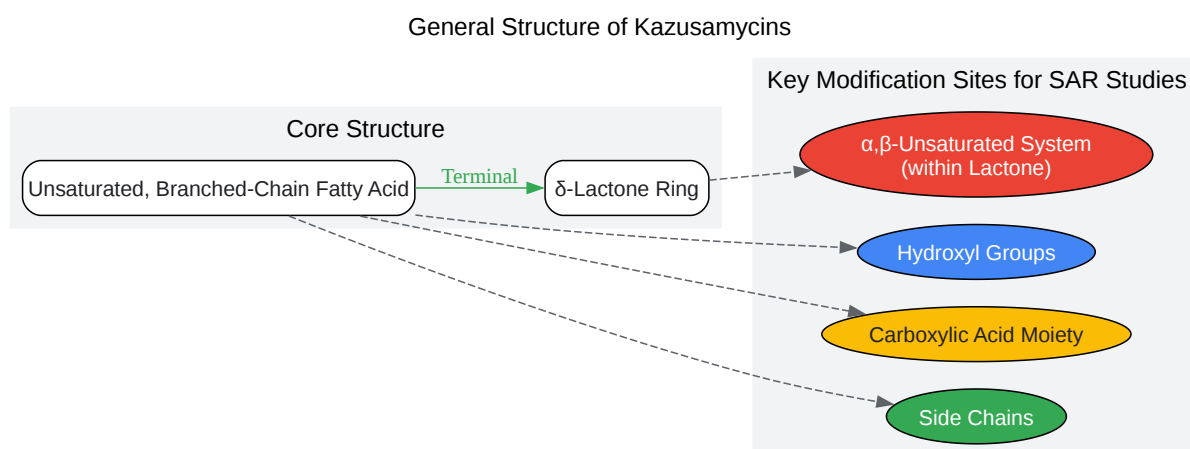 General Structure of Kazusamycins
Key Modification Sites for SAR Studies
Core Structure
α,β-Unsaturated System
(within Lactone)
Unsaturated, Branched-Chain Fatty Acid
Terminal
δ-Lactone Ring
Hydroxyl Groups
Carboxylic Acid Moiety
Side Chains